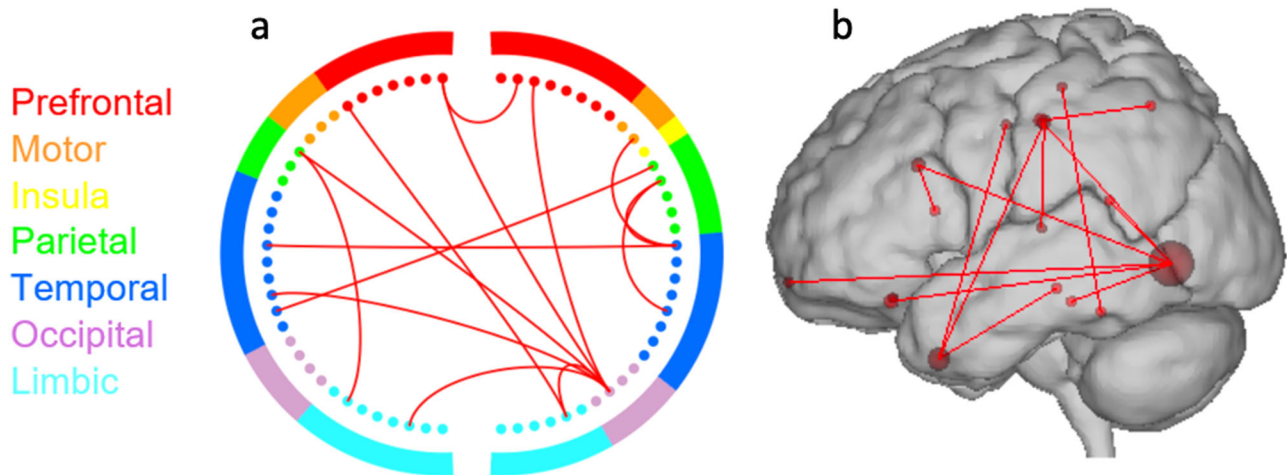 a
b
Prefrontal
Motor
Insula
Parietal
Temporal
Occipital
Limbic